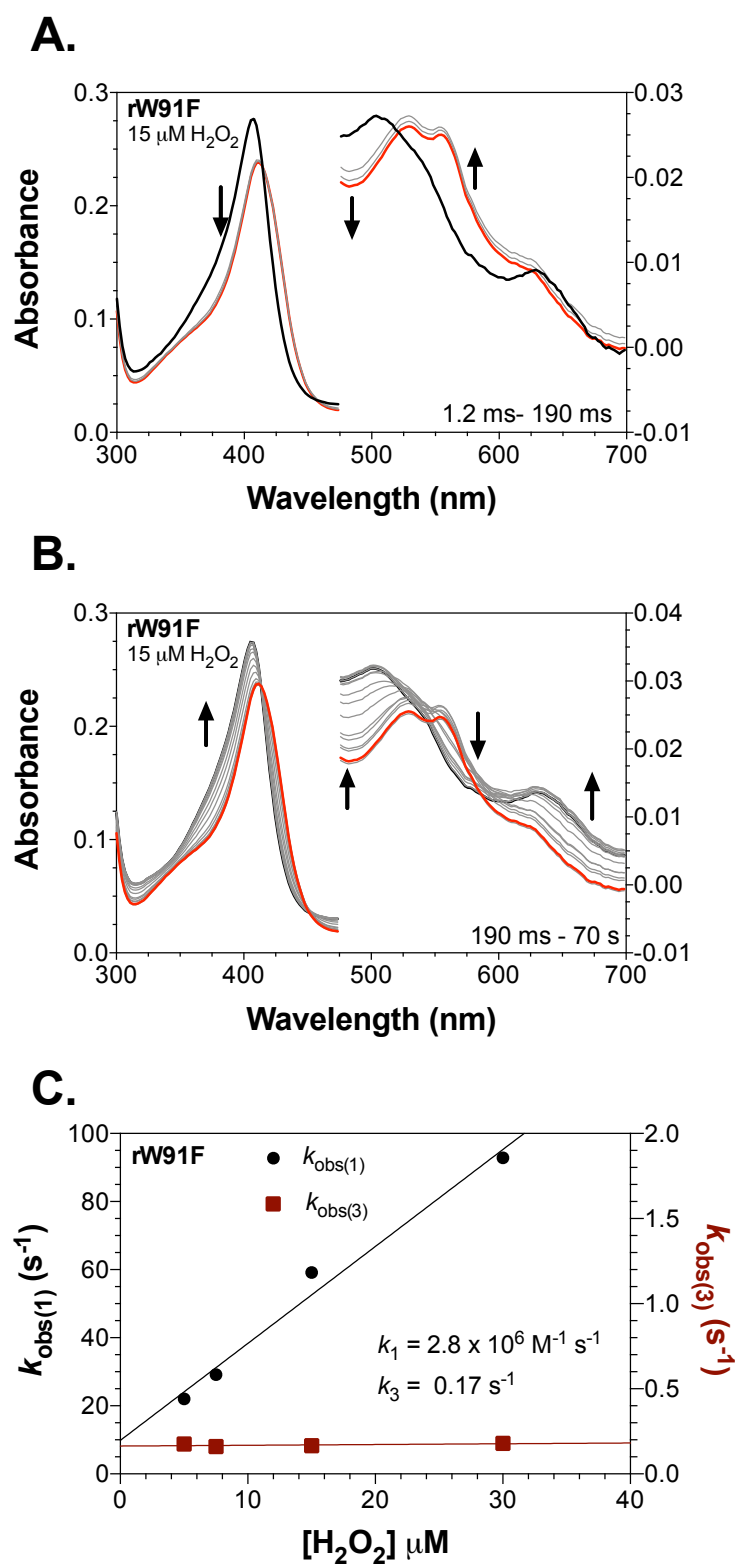 A.
rW91F
15 μM H₂O₂
0.3
0.2
0.1
0.0
0.03
0.02
0.01
0.00
-0.01
300
400
500
600
700
Absorbance
1.2 ms- 190 ms
Wavelength (nm)
B.
rW91F
15 μM H₂O₂
0.3
0.2
0.1
0.0
0.04
0.03
0.02
0.01
0.00
-0.01
300
400
500
600
700
Absorbance
190 ms - 70 s
Wavelength (nm)
C.
rW91F
kobs(1)
kobs(3)
100
80
60
40
20
0
2.0
1.5
1.0
0.5
0.0
kobs(1) (s⁻¹)
kobs(3) (s⁻¹)
k₁ = 2.8 x 10⁶ M⁻¹ s⁻¹
k₃ = 0.17 s⁻¹
0
10
20
30
40
[H₂O₂] μM